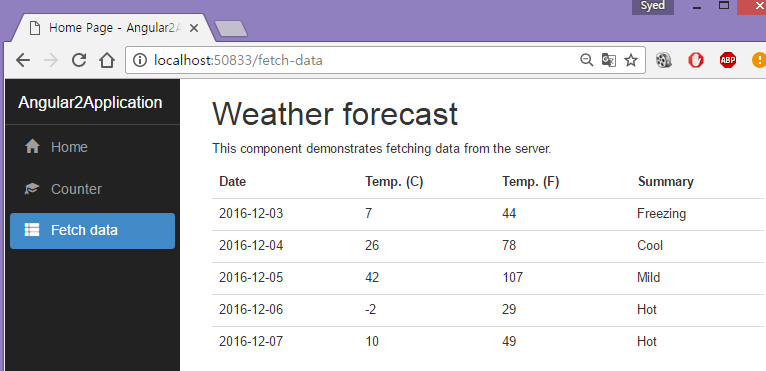 Syed
Home Page - Angular2A
localhost:50833/fetch-data
ABP
Angular2Application
Home
Counter
Fetch data
Weather forecast
This component demonstrates fetching data from the server.
Date Temp. (C) Temp. (F) Summary
2016-12-03 7 44 Freezing
2016-12-04 26 78 Cool
2016-12-05 42 107 Mild
2016-12-06 -2 29 Hot
2016-12-07 10 49 Hot